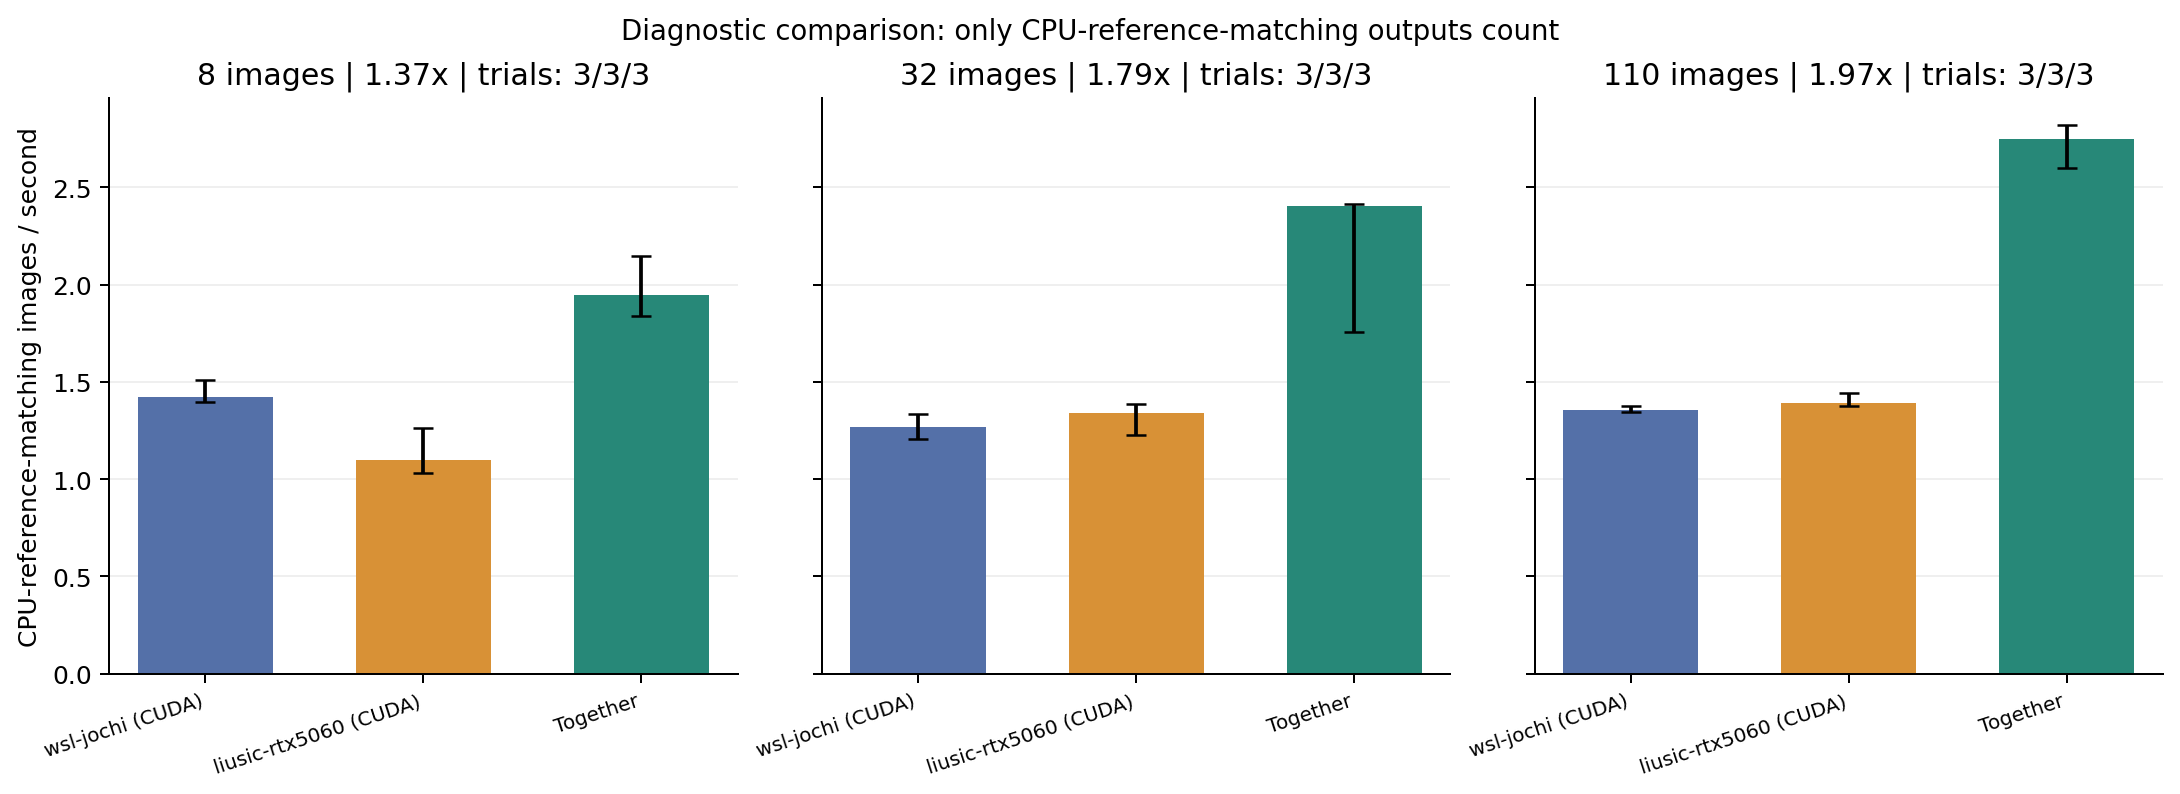 Diagnostic comparison: only CPU-reference-matching outputs count
8 images | 1.37x | trials: 3/3/3
32 images | 1.79x | trials: 3/3/3
110 images | 1.97x | trials: 3/3/3
CPU-reference-matching images / second
2.5
2.0
1.5
1.0
0.5
0.0
wsl-jochi (CUDA)
liusic-rtx5060 (CUDA)
Together
wsl-jochi (CUDA)
liusic-rtx5060 (CUDA)
Together
wsl-jochi (CUDA)
liusic-rtx5060 (CUDA)
Together